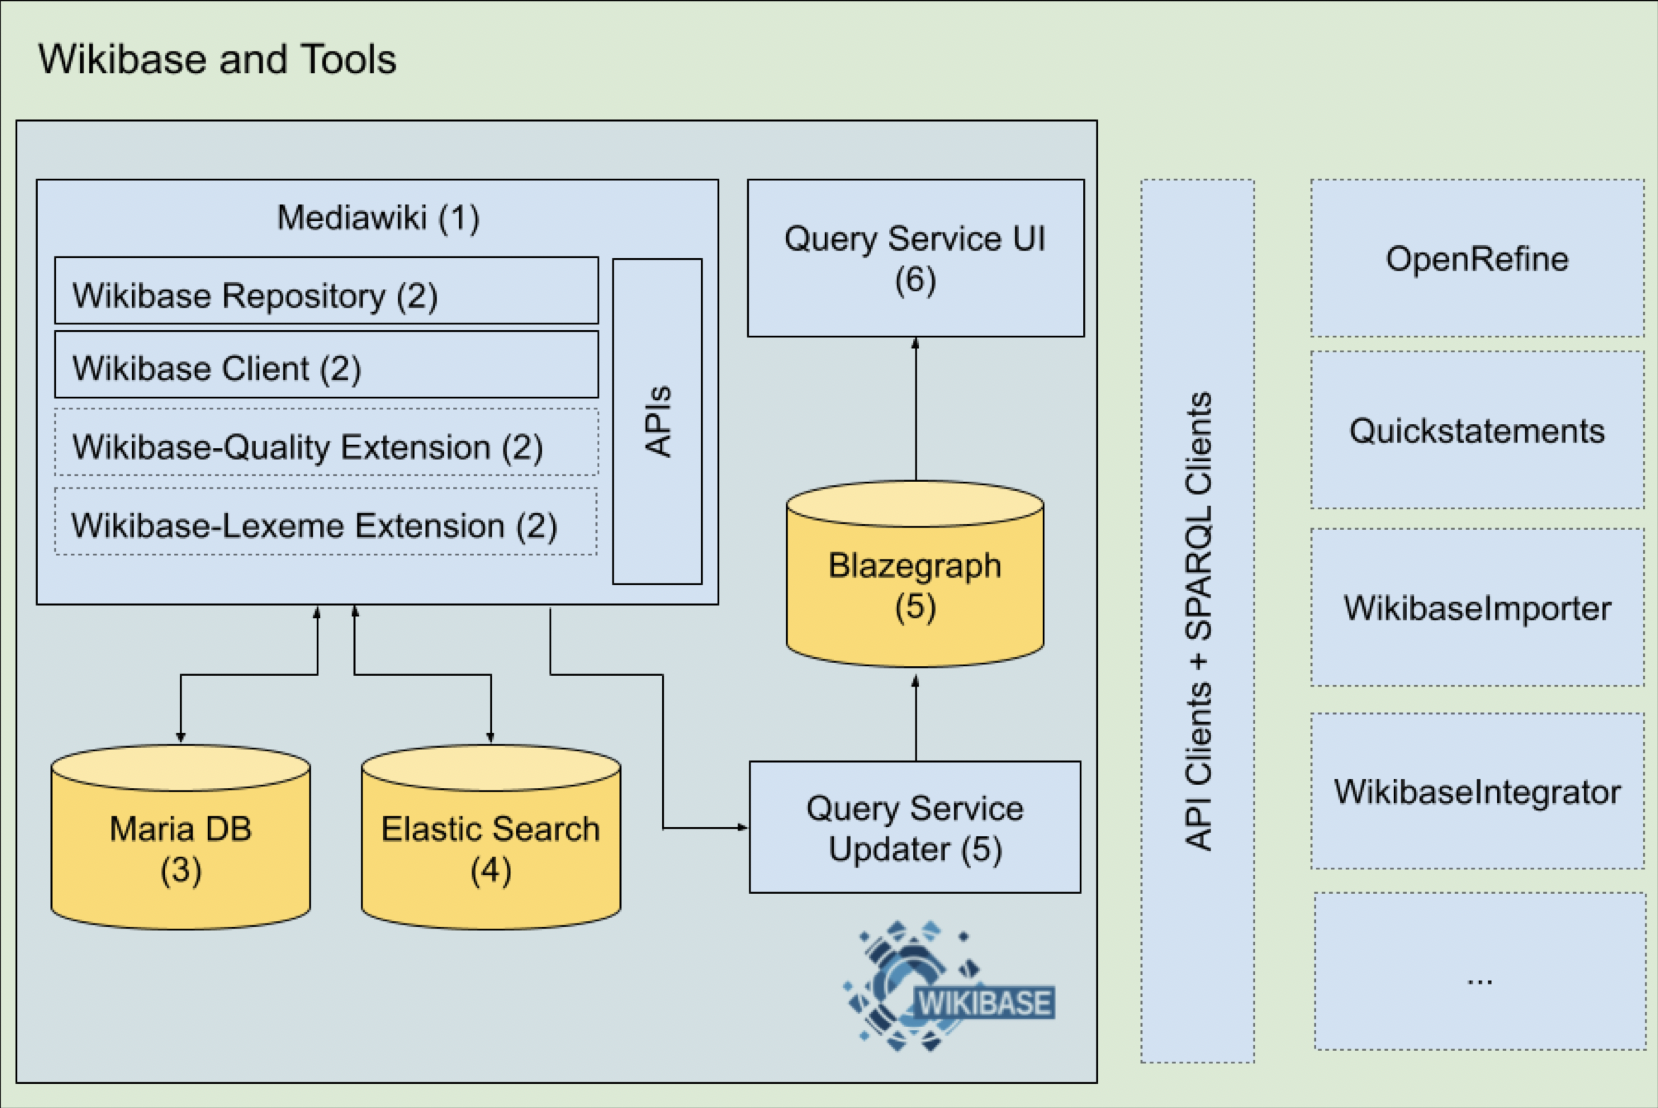 Wikibase and Tools
Mediawiki (1)
Wikibase Repository (2)
Wikibase Client (2)
Wikibase-Quality Extension (2)
Wikibase-Lexeme Extension (2)
APIs
Query Service UI
(6)
Blazegraph
(5)
Maria DB
(3)
Elastic Search
(4)
Query Service
Updater (5)
WIKIBASE
API Clients + SPARQL Clients
OpenRefine
Quickstatements
WikibaseImporter
WikibaseIntegrator
...